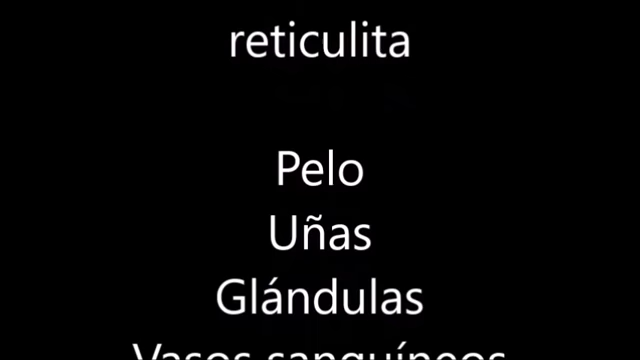 reticulita
Pelo
Uñas
Glándulas
Vasos sanguíneos